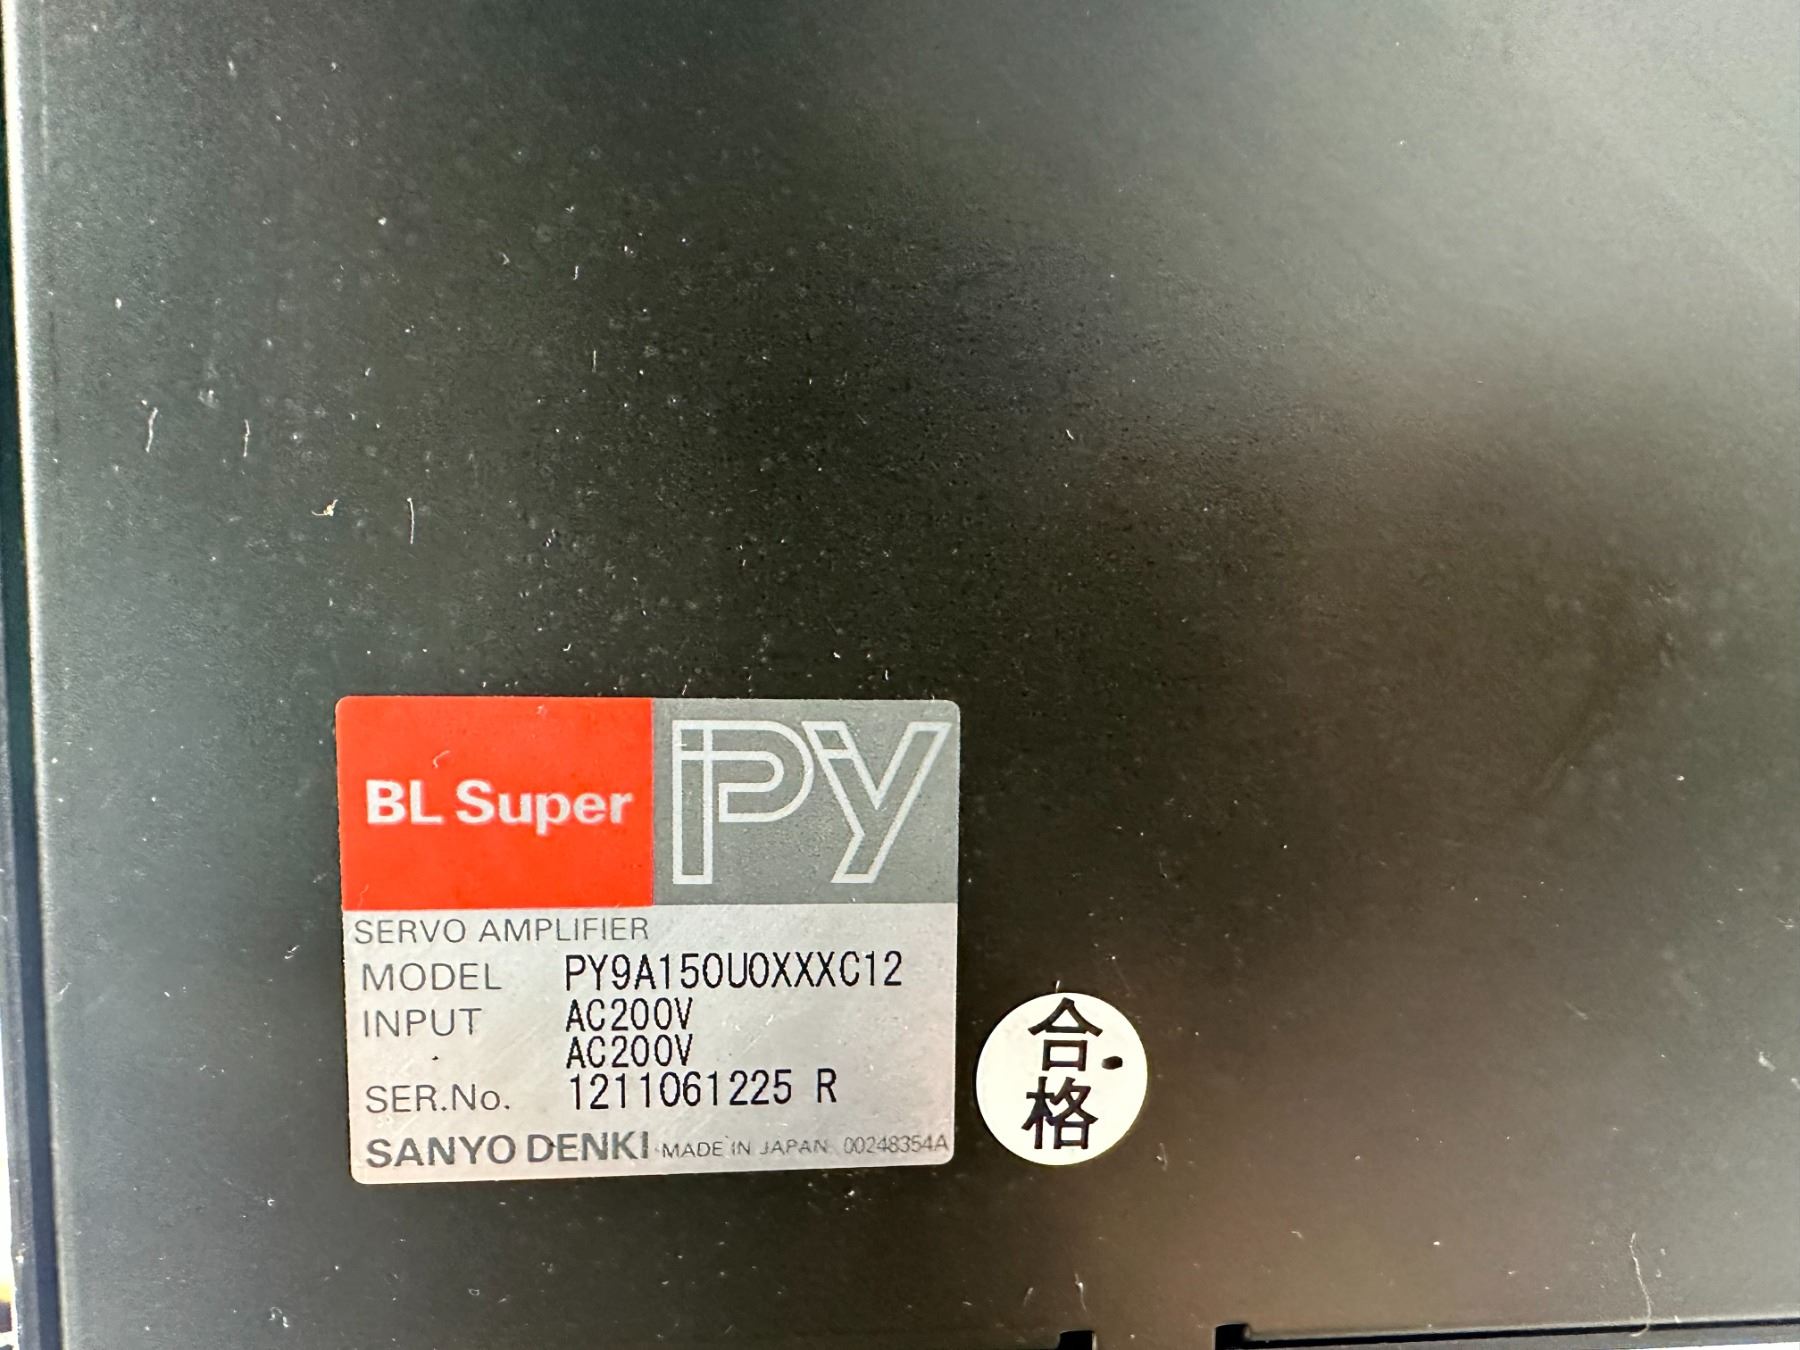 BL Super PY
SERVO AMPLIFIER
MODEL PY9A150U0XXXC12
INPUT AC200V
AC200V
SER.No. 1211061225 R
SANYO DENKI MADE IN JAPAN 00248354A
合
格